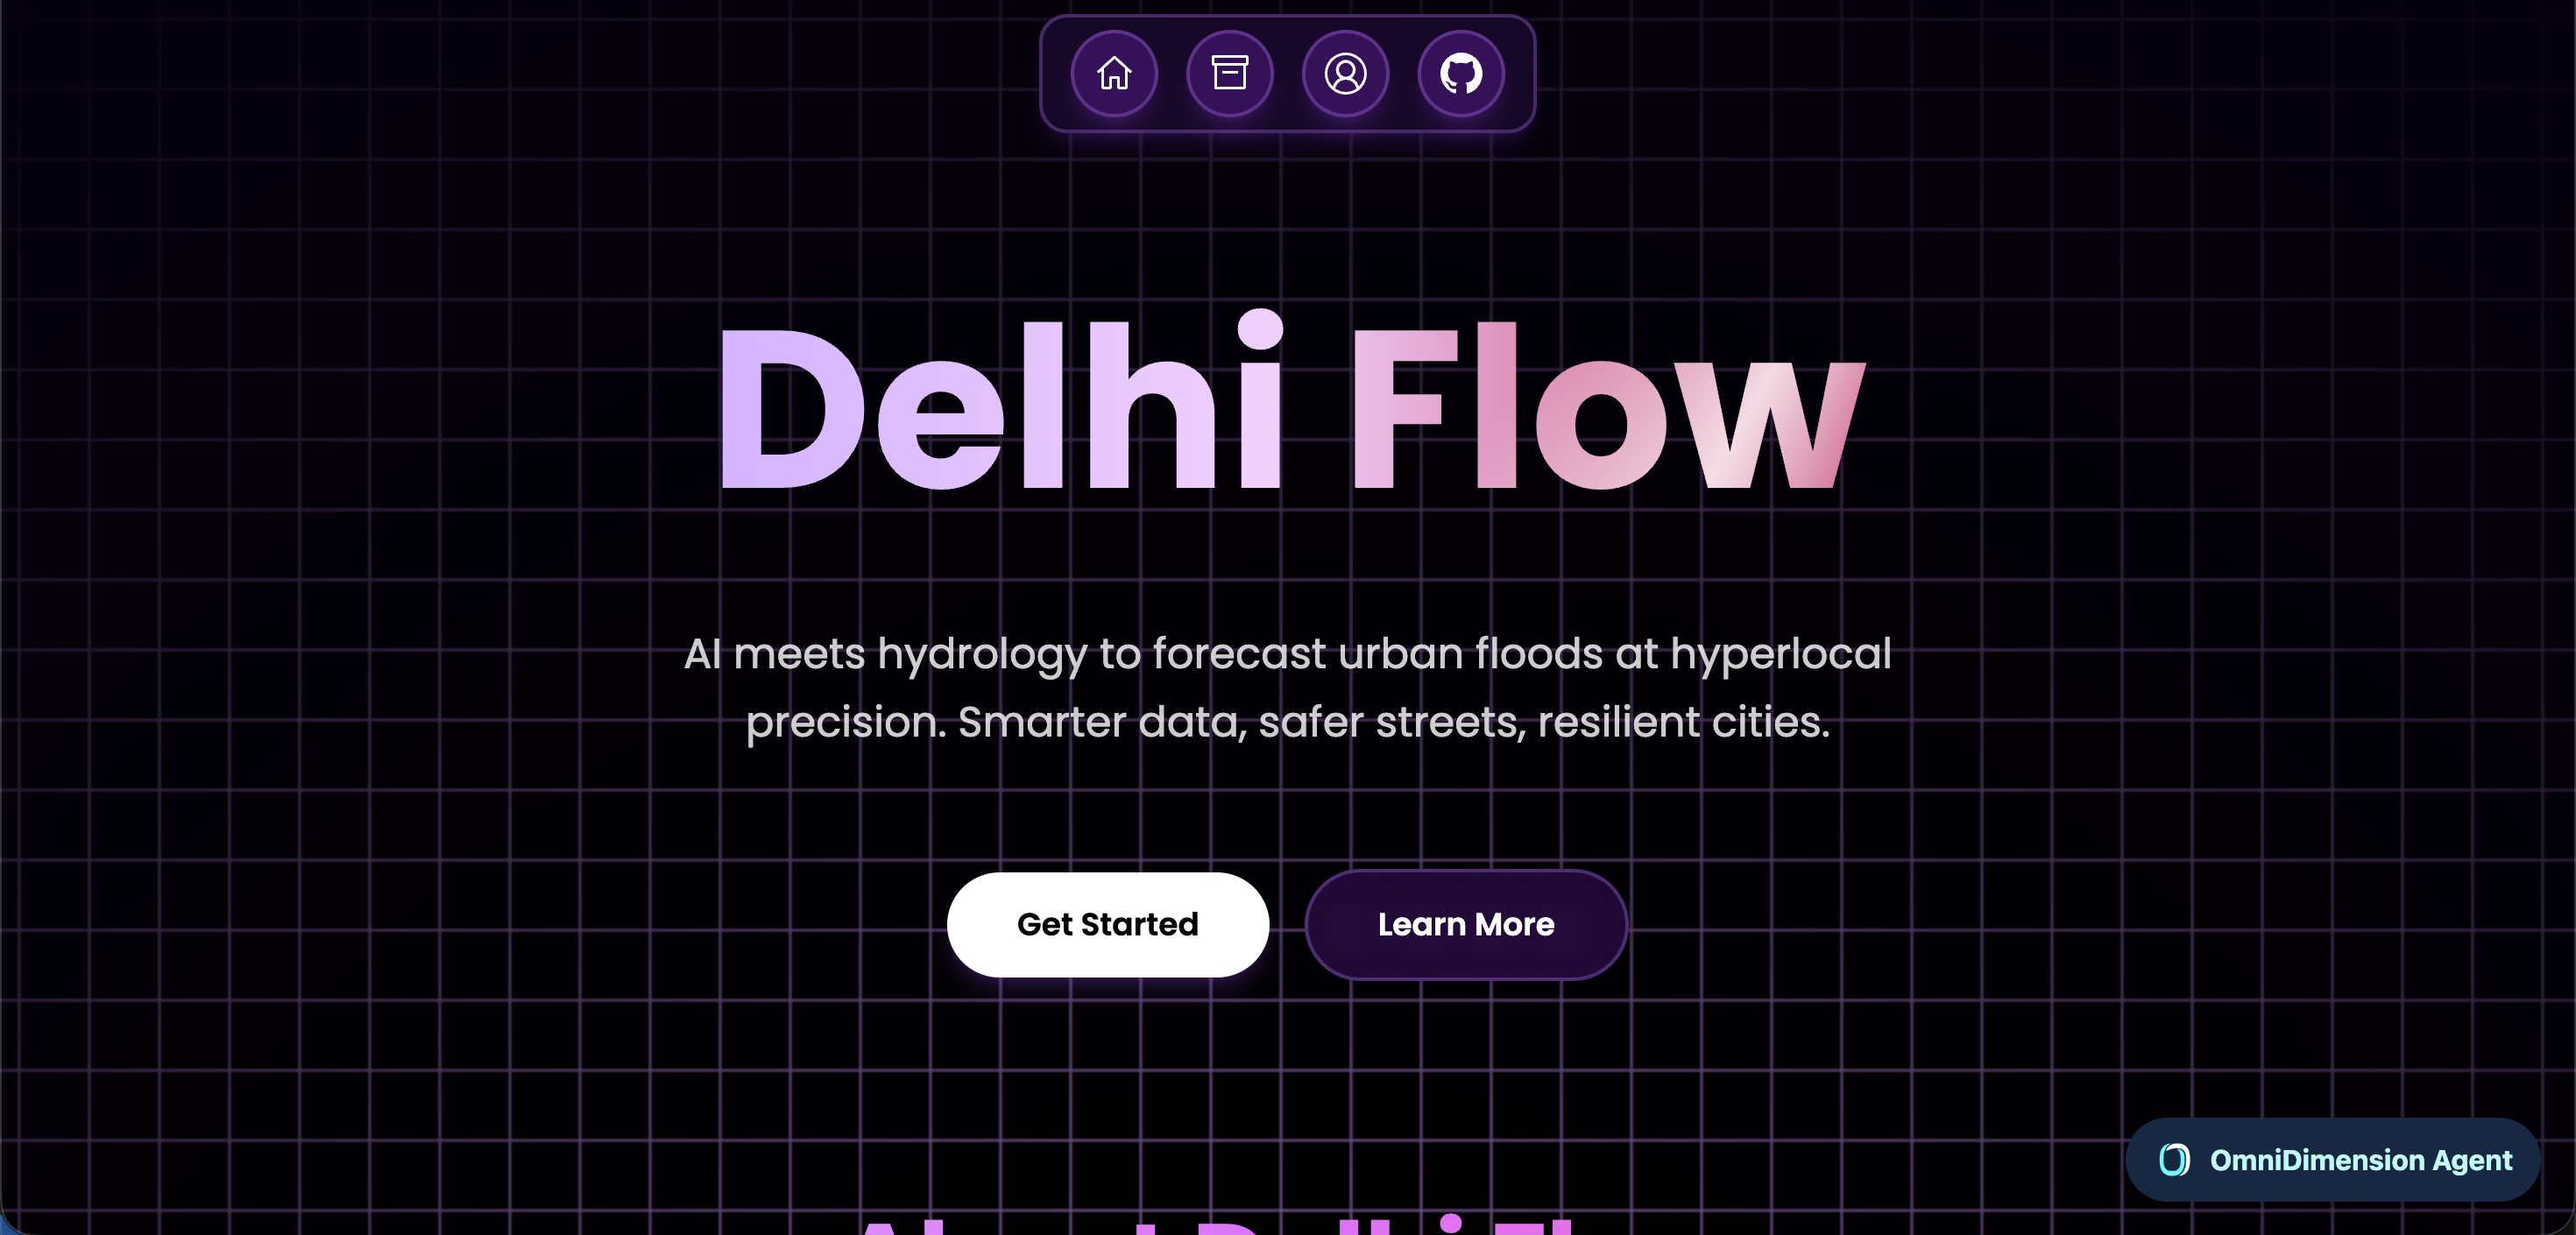 Delhi Flow
AI meets hydrology to forecast urban floods at hyperlocal
precision. Smarter data, safer streets, resilient cities.
Get Started
Learn More
OmniDimension Agent